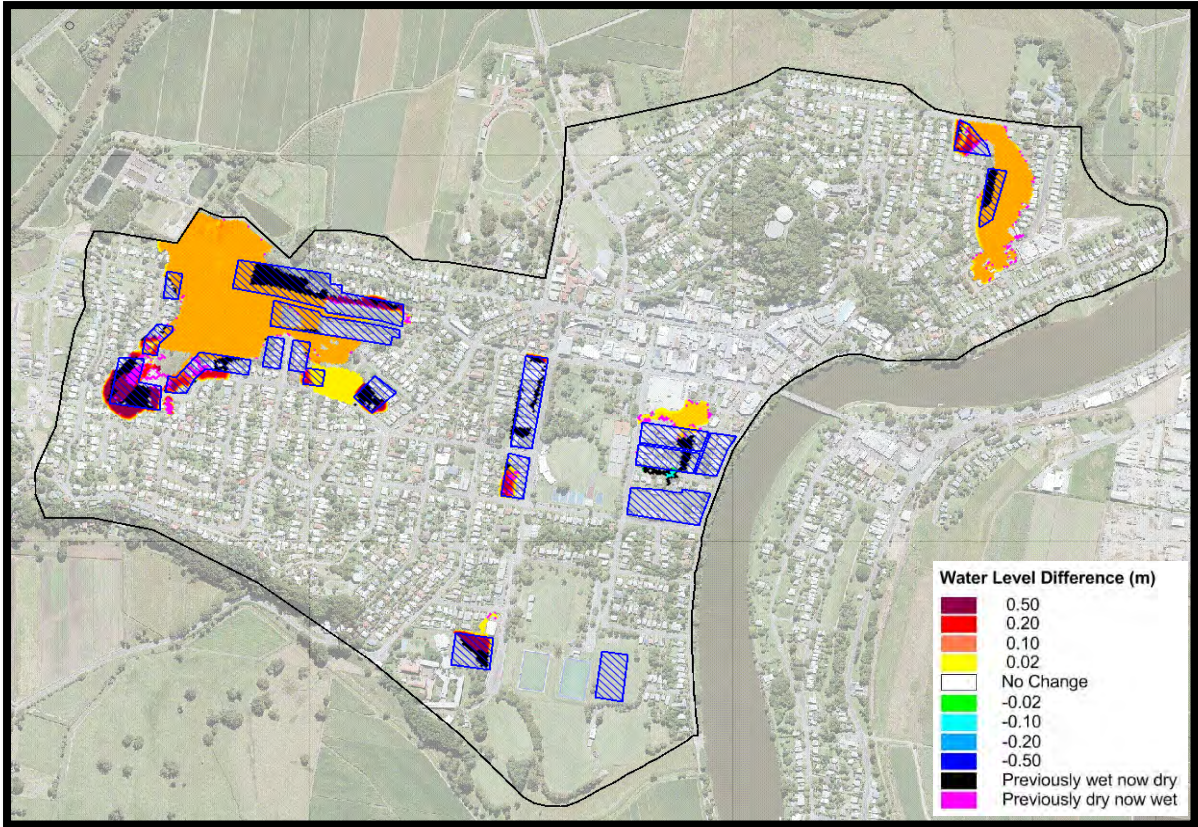 Water Level Difference (m)
0.50
0.20
0.10
0.02
No Change
-0.02
-0.10
-0.20
-0.50
Previously wet now dry
Previously dry now wet